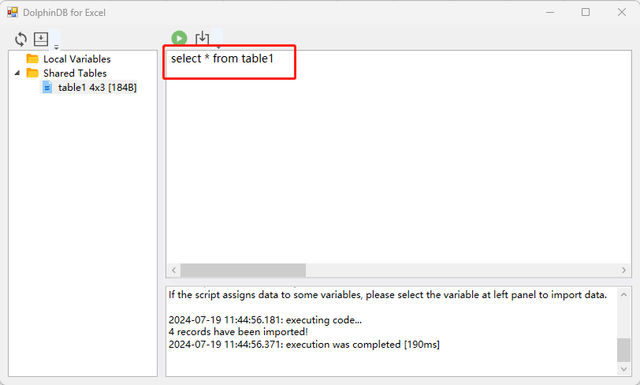 DolphinDB for Excel
Local Variables
Shared Tables
table1 4x3 [184B]
select * from table1
If the script assigns data to some variables, please select the variable at left panel to import data.
2024-07-19 11:44:56.181: executing code...
4 records have been imported!
2024-07-19 11:44:56.371: execution was completed [190ms]